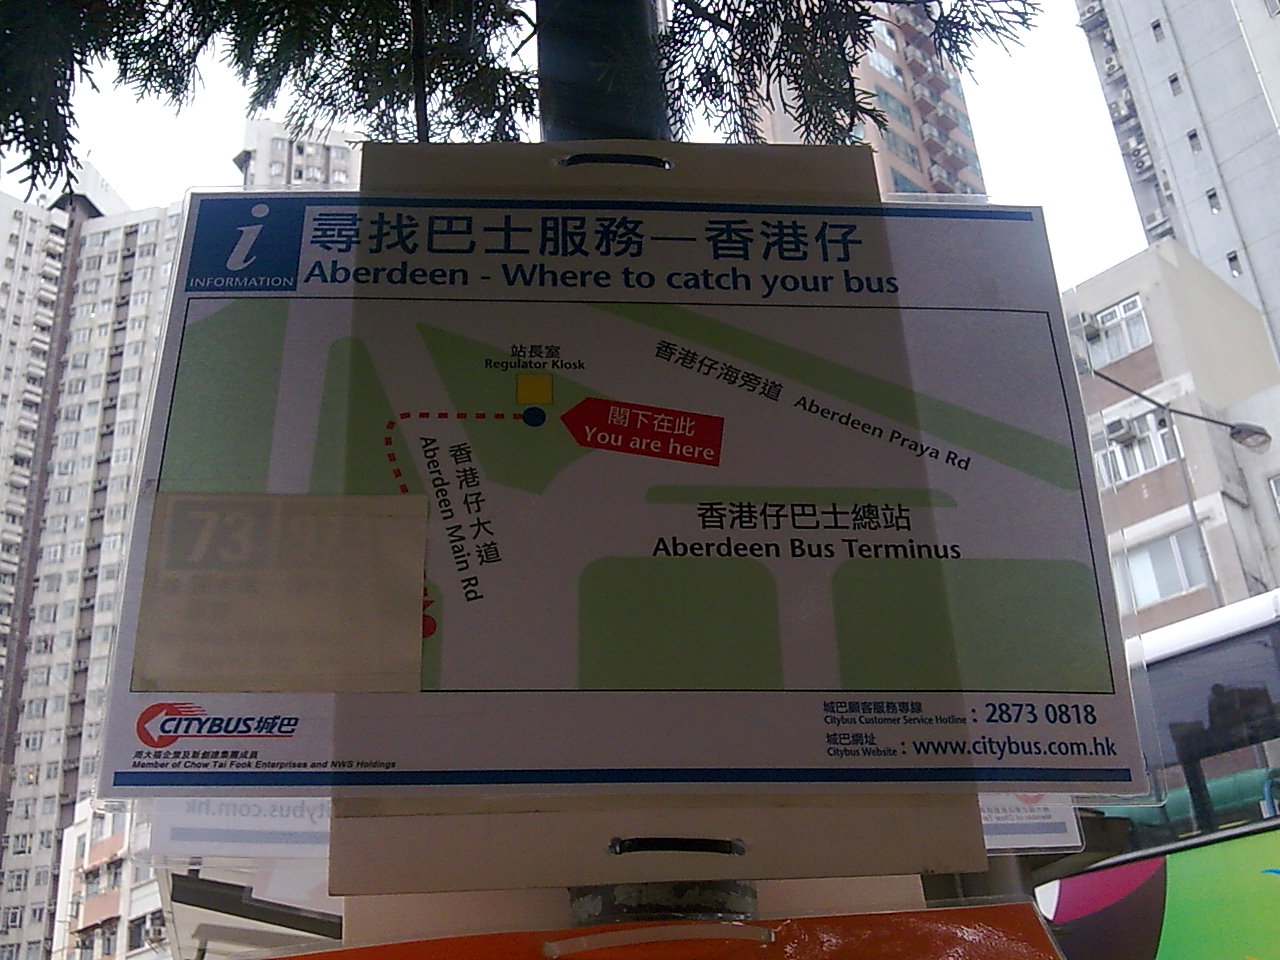 尋找巴士服務－香港仔
INFORMATION
Aberdeen - Where to catch your bus
站長室
Regulator Kiosk
香港仔海旁道 Aberdeen Praya Rd
閣下在此
You are here
香港仔大道
Aberdeen Main Rd
73
香港仔巴士總站
Aberdeen Bus Terminus
CITYBUS城巴
周大福企業及新創建集團成員
Member of Chow Tai Fook Enterprises and NWS Holdings
城巴顧客服務專線
Citybus Customer Service Hotline : 2873 0818
城巴網址
Citybus Website : www.citybus.com.hk